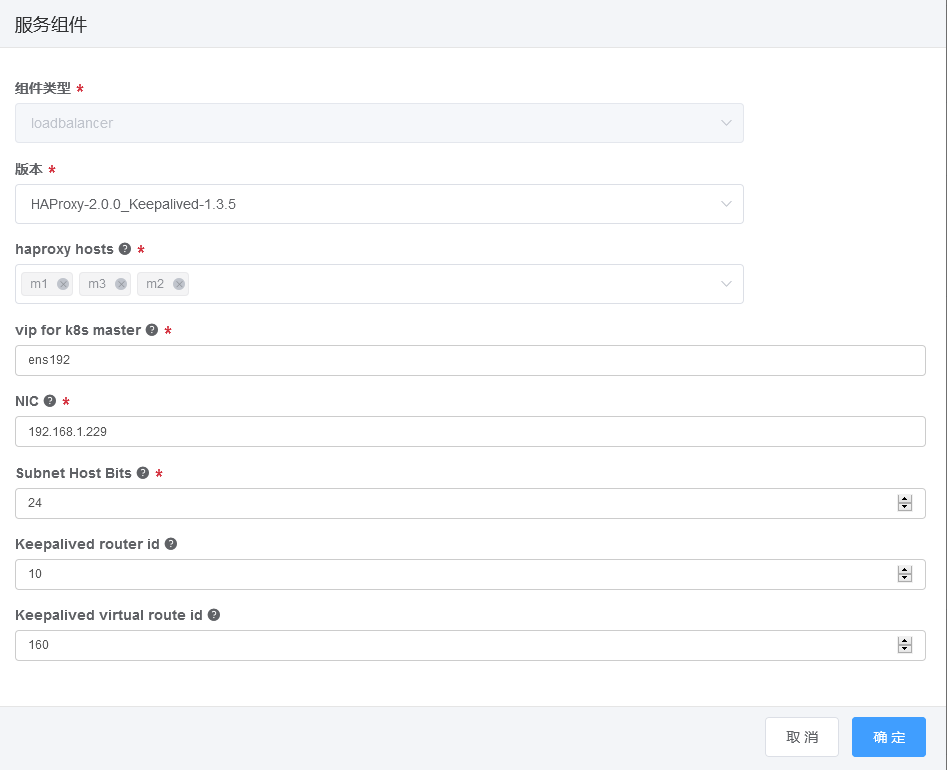 服务组件
组件类型 *
loadbalancer
版本 *
HAProxy-2.0.0_Keepalived-1.3.5
haproxy hosts ? *
m1 m3 m2
vip for k8s master ? *
ens192
NIC ? *
192.168.1.229
Subnet Host Bits ? *
24
Keepalived router id ?
10
Keepalived virtual route id ?
160
取 消 确 定